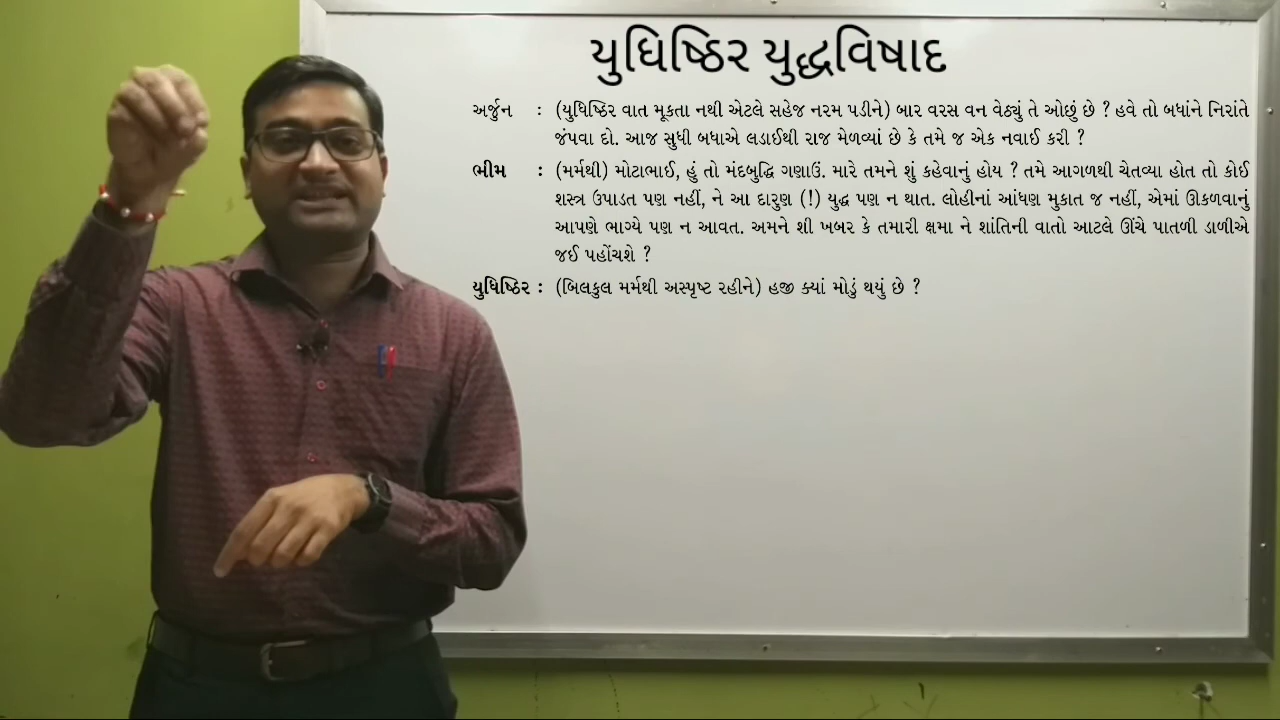 યુધિષ્ઠિર યુદ્ધવિષાદ
અર્જુન : (યુધિષ્ઠિર વાત મૂકતા નથી એટલે સહેજ નરમ પડીને) બાર વરસ વન વેઠ્યું તે ઓછું છે ? હવે તો બધાંને નિરાંતે
જંપવા દો. આજ સુધી બધાએ લડાઈથી રાજ મેળવ્યાં છે કે તમે જ એક નવાઈ કરી ?
ભીમ : (મર્મથી) મોટાભાઈ, હું તો મંદબુદ્ધિ ગણાઉં. મારે તમને શું કહેવાનું હોય ? તમે આગળથી ચેતવ્યા હોત તો કોઈ
શસ્ત્ર ઉપાડત પણ નહીં, ને આ દારુણ (!) યુદ્ધ પણ ન થાત. લોહીનાં આંધણ મુકાત જ નહીં, એમાં ઊકળવાનું
આપણે ભાગ્યે પણ ન આવત. અમને શી ખબર કે તમારી ક્ષમા ને શાંતિની વાતો આટલે ઊંચે પાતળી ડાળીએ
જઈ પહોંચશે ?
યુધિષ્ઠિર : (બિલકુલ મર્મથી અસ્પૃષ્ટ રહીને) હજી ક્યાં મોડું થયું છે ?